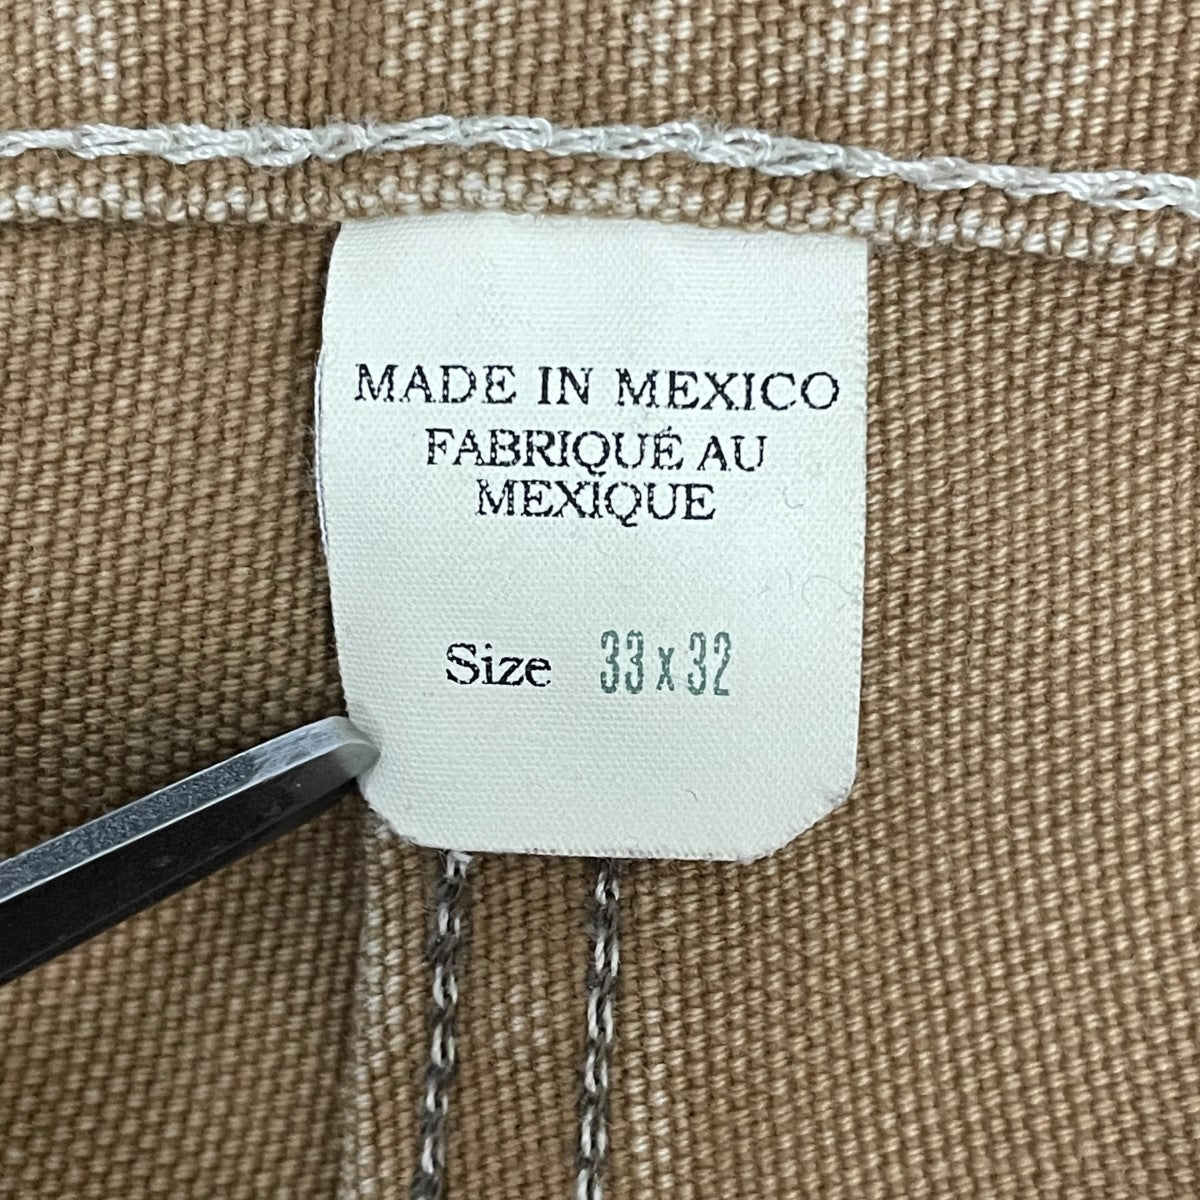 MADE IN MEXICO
FABRIQUÉ AU
MEXIQUE
Size 33x32